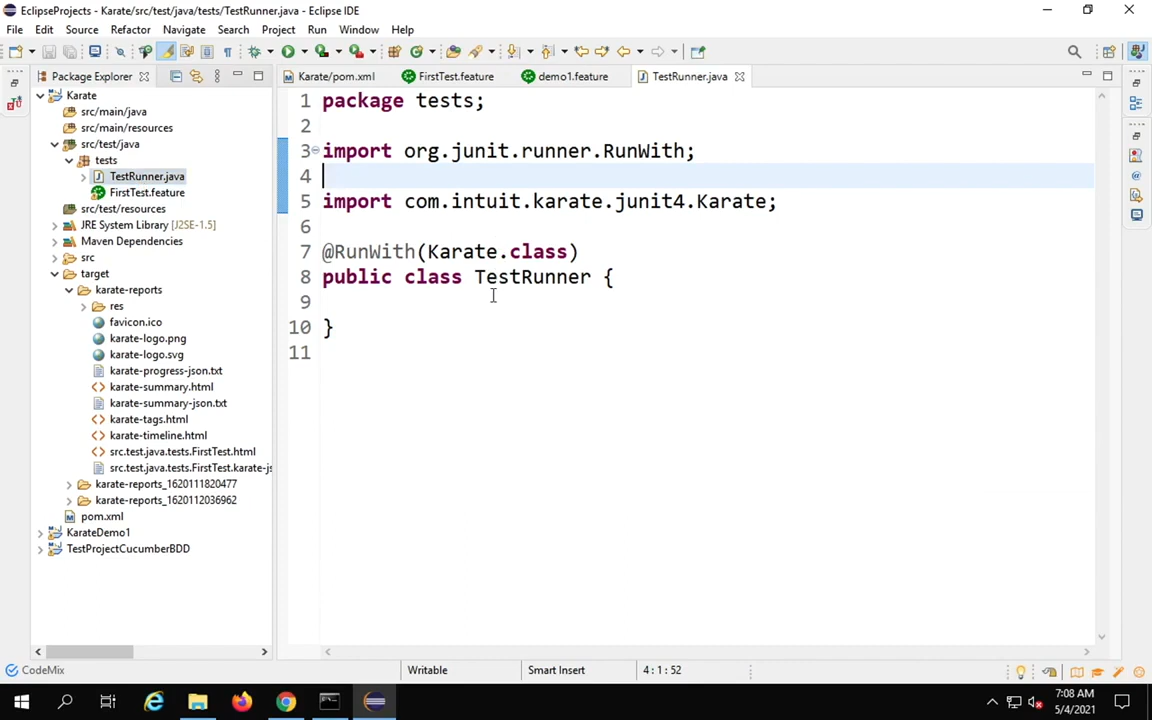 EclipseProjects - Karate/src/test/java/tests/TestRunner.java - Eclipse IDE
File Edit Source Refactor Navigate Search Project Run Window Help
Package Explorer
Karate/pom.xml FirstTest.feature demo1.feature TestRunner.java
Karate
src/main/java
src/main/resources
src/test/java
tests
TestRunner.java
FirstTest.feature
src/test/resources
JRE System Library [J2SE-1.5]
Maven Dependencies
src
target
karate-reports
res
favicon.ico
karate-logo.png
karate-logo.svg
karate-progress-json.txt
karate-summary.html
karate-summary-json.txt
karate-tags.html
karate-timeline.html
src.test.java.tests.FirstTest.html
src.test.java.tests.FirstTest.karate-js
karate-reports_1620111820477
karate-reports_1620112036962
pom.xml
KarateDemo1
TestProjectCucumberBDD
1 package tests;
2
3 import org.junit.runner.RunWith;
4
5 import com.intuit.karate.junit4.Karate;
6
7 @RunWith(Karate.class)
8 public class TestRunner {
9
10 }
11
CodeMix Writable Smart Insert 4 : 1 : 52
7:08 AM
5/4/2021